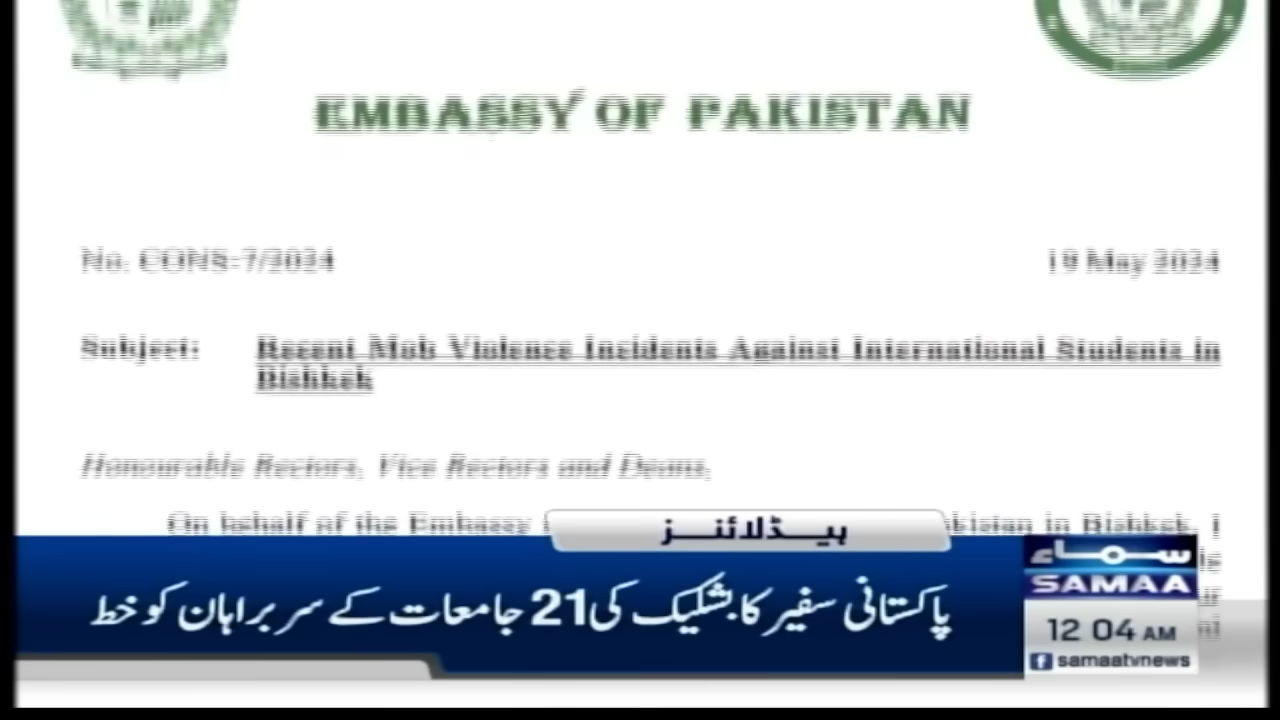 EMBASSY OF PAKISTAN
No. CONS-7/2024
19 May 2024
Subject: Recent Mob Violence Incidents Against International Students in
Bishkek
Honourable Rectors, Vice Rectors and Deans,
On behalf of the Embassy
Bishkek, I
ہیڈلائنز
پاکستانی سفیر کا بشکیک کی 21 جامعات کے سربراہان کو خط
سماء
SAMAA
12 04 AM
samaatvnews